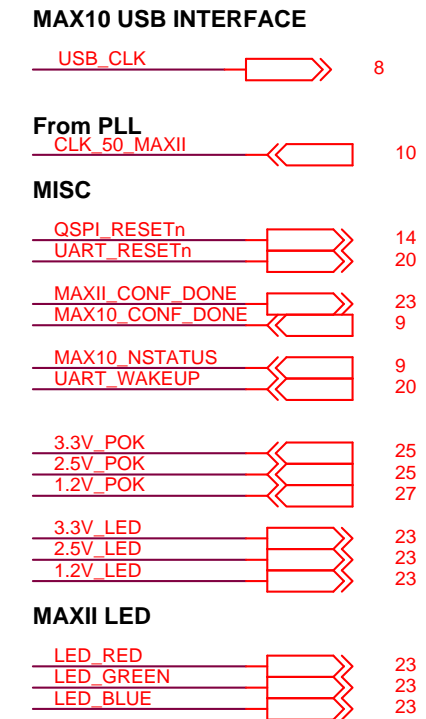 MAX10 USB INTERFACE
USB_CLK 8
From PLL
CLK_50_MAXII 10
MISC
QSPI_RESETn 14
UART_RESETn 20
MAXII_CONF_DONE 23
MAX10_CONF_DONE 9
MAX10_NSTATUS 9
UART_WAKEUP 20
3.3V_POK 25
2.5V_POK 25
1.2V_POK 27
3.3V_LED 23
2.5V_LED 23
1.2V_LED 23
MAXII LED
LED_RED 23
LED_GREEN 23
LED_BLUE 23